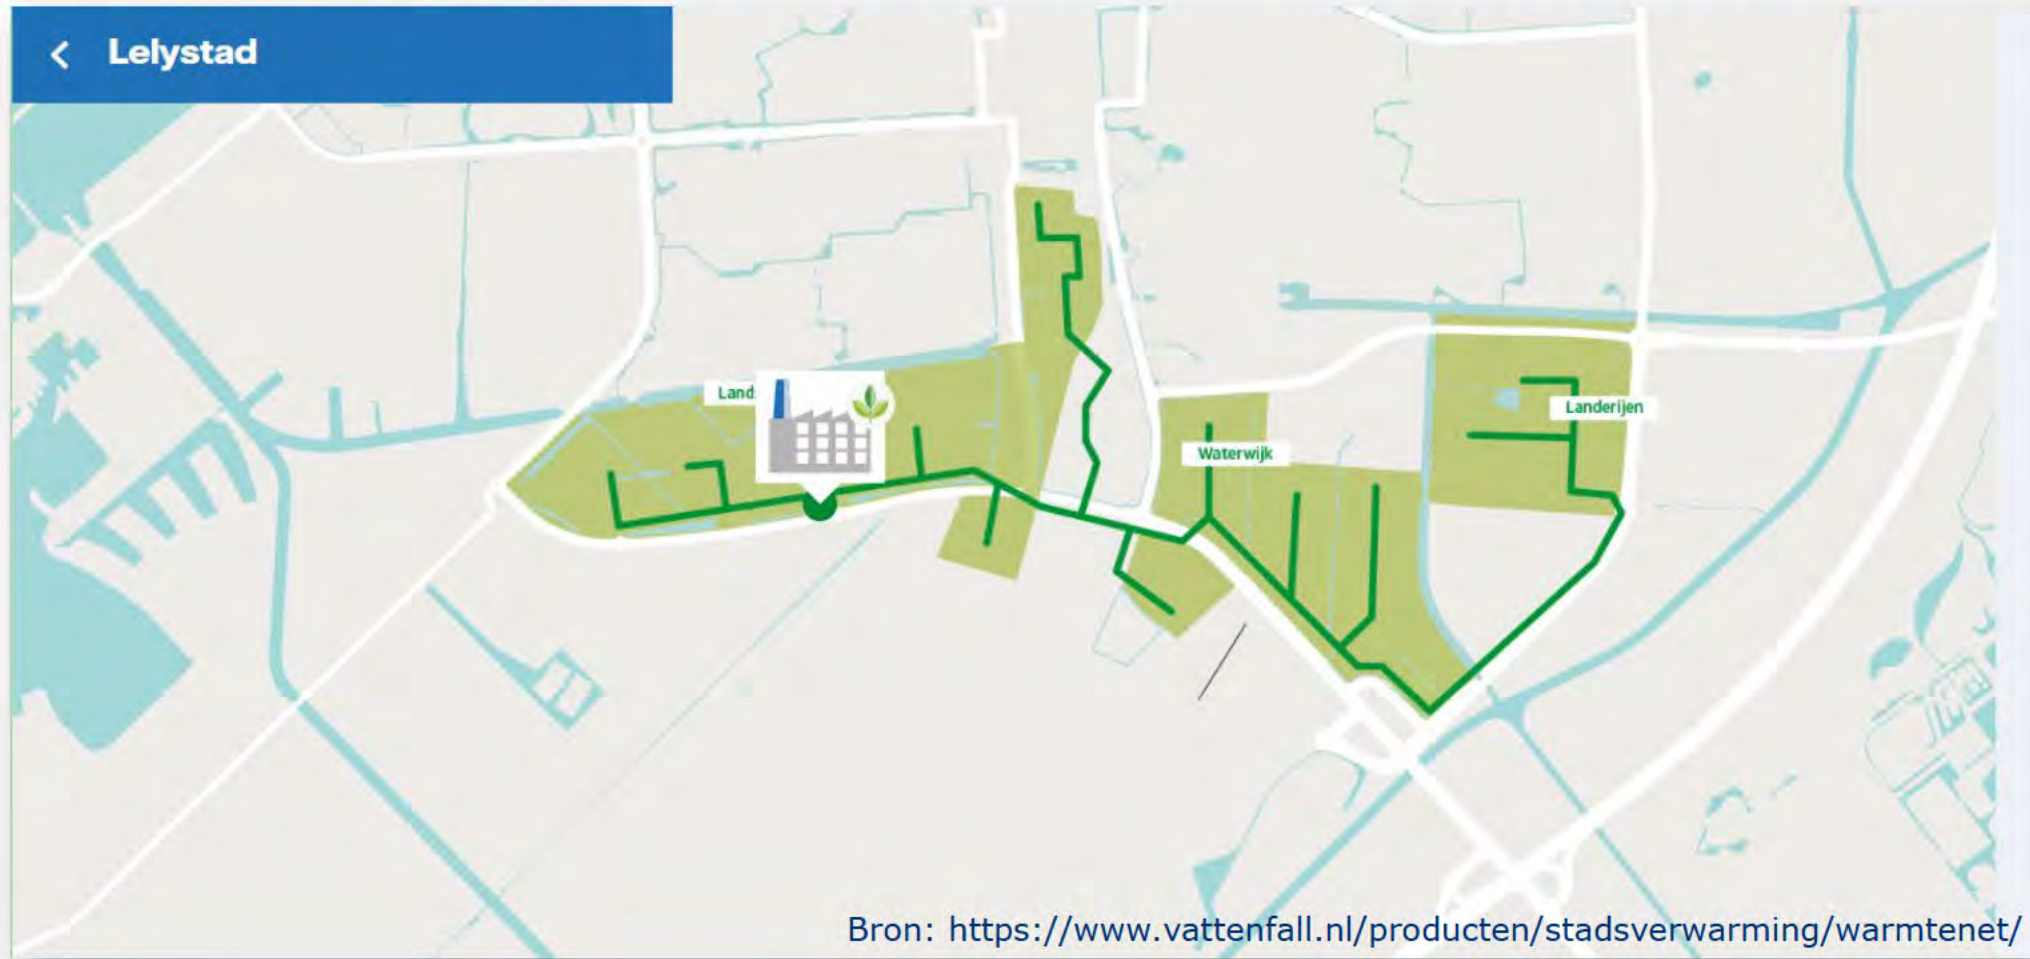 Lelystad
Land
Landerijen
Waterwijk
Bron: https://www.vattenfall.nl/producten/stadsverwarming/warmtenet/